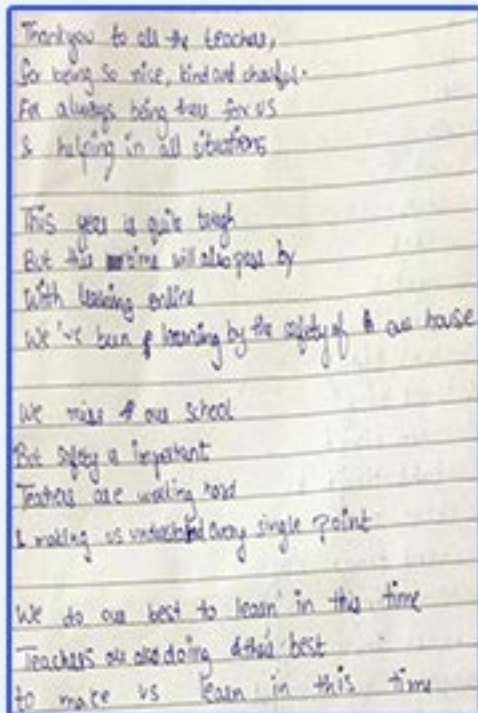 Thankyou to all the teachers,
for being so nice, kind and cheerful.
For always being there for us
& helping in all situations
This year is quite tough
But this time will also pass by
With learning online
We've been learning by the safety of our house
We miss our school
But safety is important
Teachers are working hard
& making us understand every single point
We do our best to learn in this time
Teachers are also doing their best
to make us learn in this time